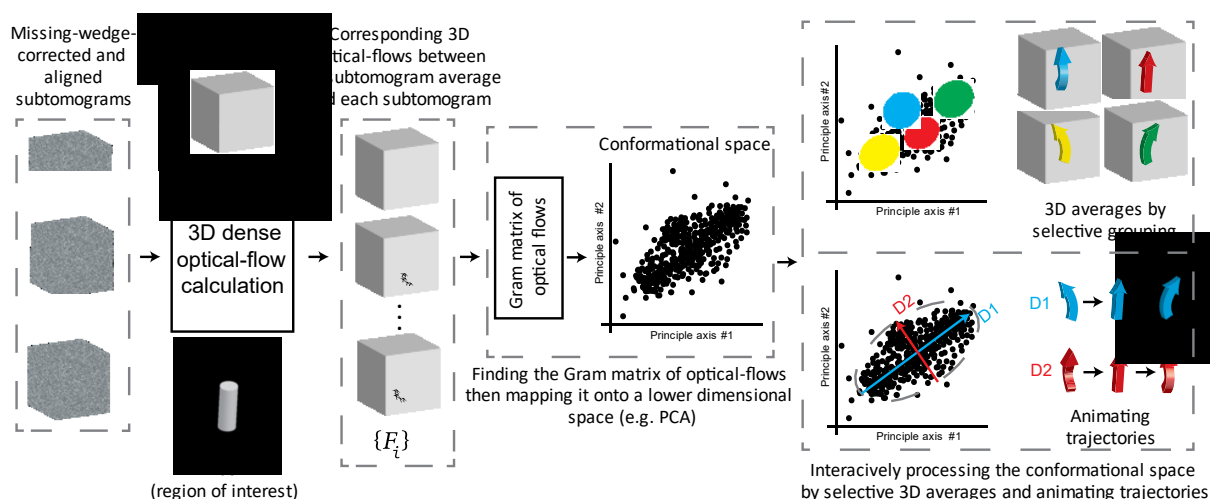 Missing-wedge-
corrected and
aligned
subtomograms
3D dense
optical-flow
calculation
(region of interest)
Corresponding 3D
tical-flows between
subtomogram average
each subtomogram
{F_i}
Gram matrix of
optical flows
Conformational space
Principle axis #2
Principle axis #1
Finding the Gram matrix of optical-flows
then mapping it onto a lower dimensional
space (e.g. PCA)
Principle axis #2
Principle axis #1
3D averages by
selective grouping
Principle axis #2
Principle axis #1
D2
D1
D1
D2
Animating
trajectories
Interacively processing the conformational space
by selective 3D averages and animating trajectories